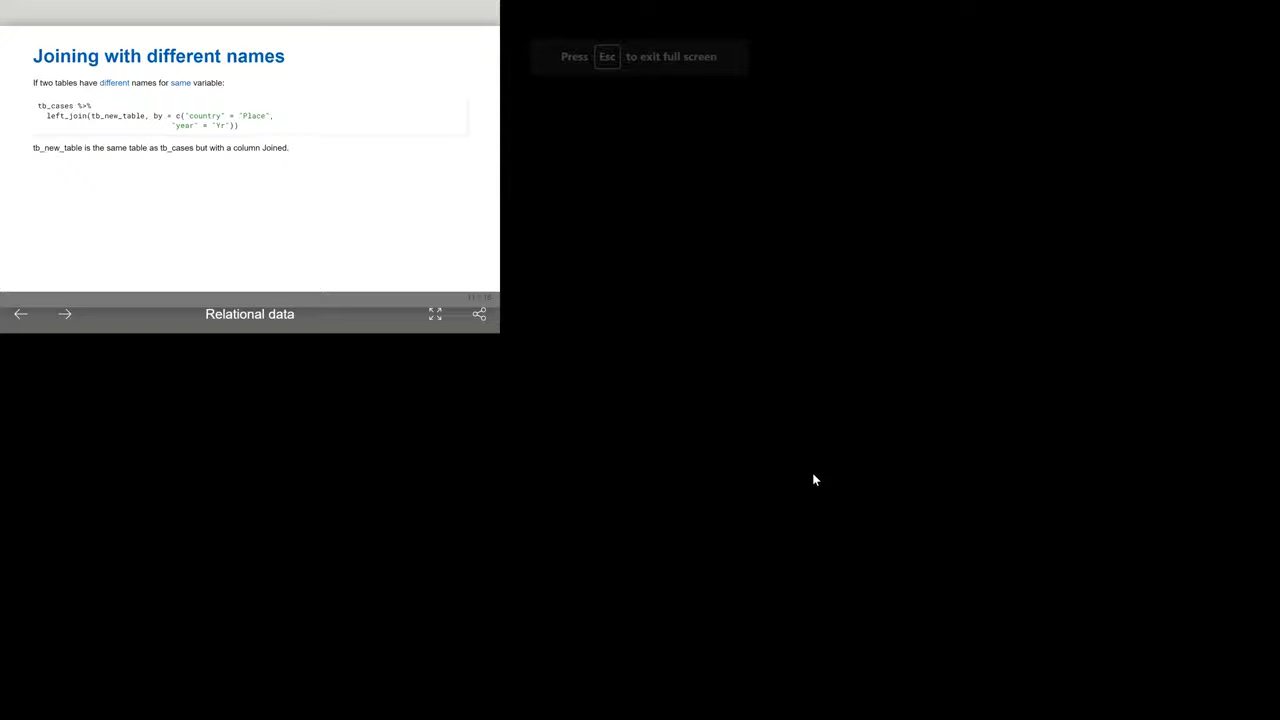 Joining with different names
Press Esc to exit full screen
If two tables have different names for same variable:
tb_cases %>%
left_join(tb_new_table, by = c("country" = "Place",
"year" = "Yr"))
tb_new_table is the same table as tb_cases but with a column Joined.
Relational data